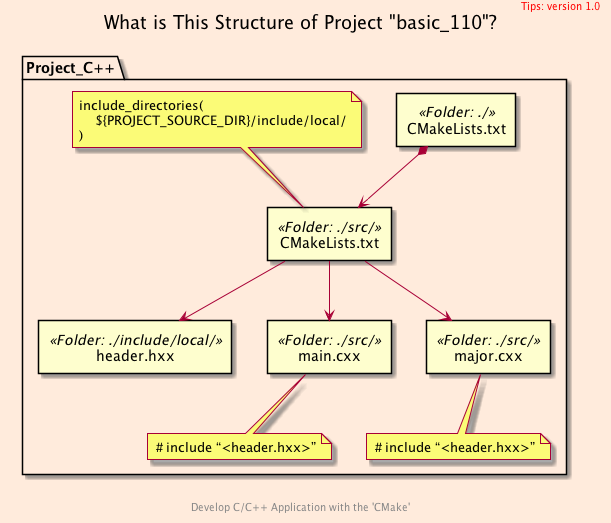 Tips: version 1.0
What is This Structure of Project "basic_110"?
Project_C++
include_directories(
${PROJECT_SOURCE_DIR}/include/local/
)
«Folder: ./»
CMakeLists.txt
«Folder: ./src/»
CMakeLists.txt
«Folder: ./include/local/»
header.hxx
«Folder: ./src/»
main.cxx
«Folder: ./src/»
major.cxx
# include “<header.hxx>”
# include “<header.hxx>”
Develop C/C++ Application with the 'CMake'